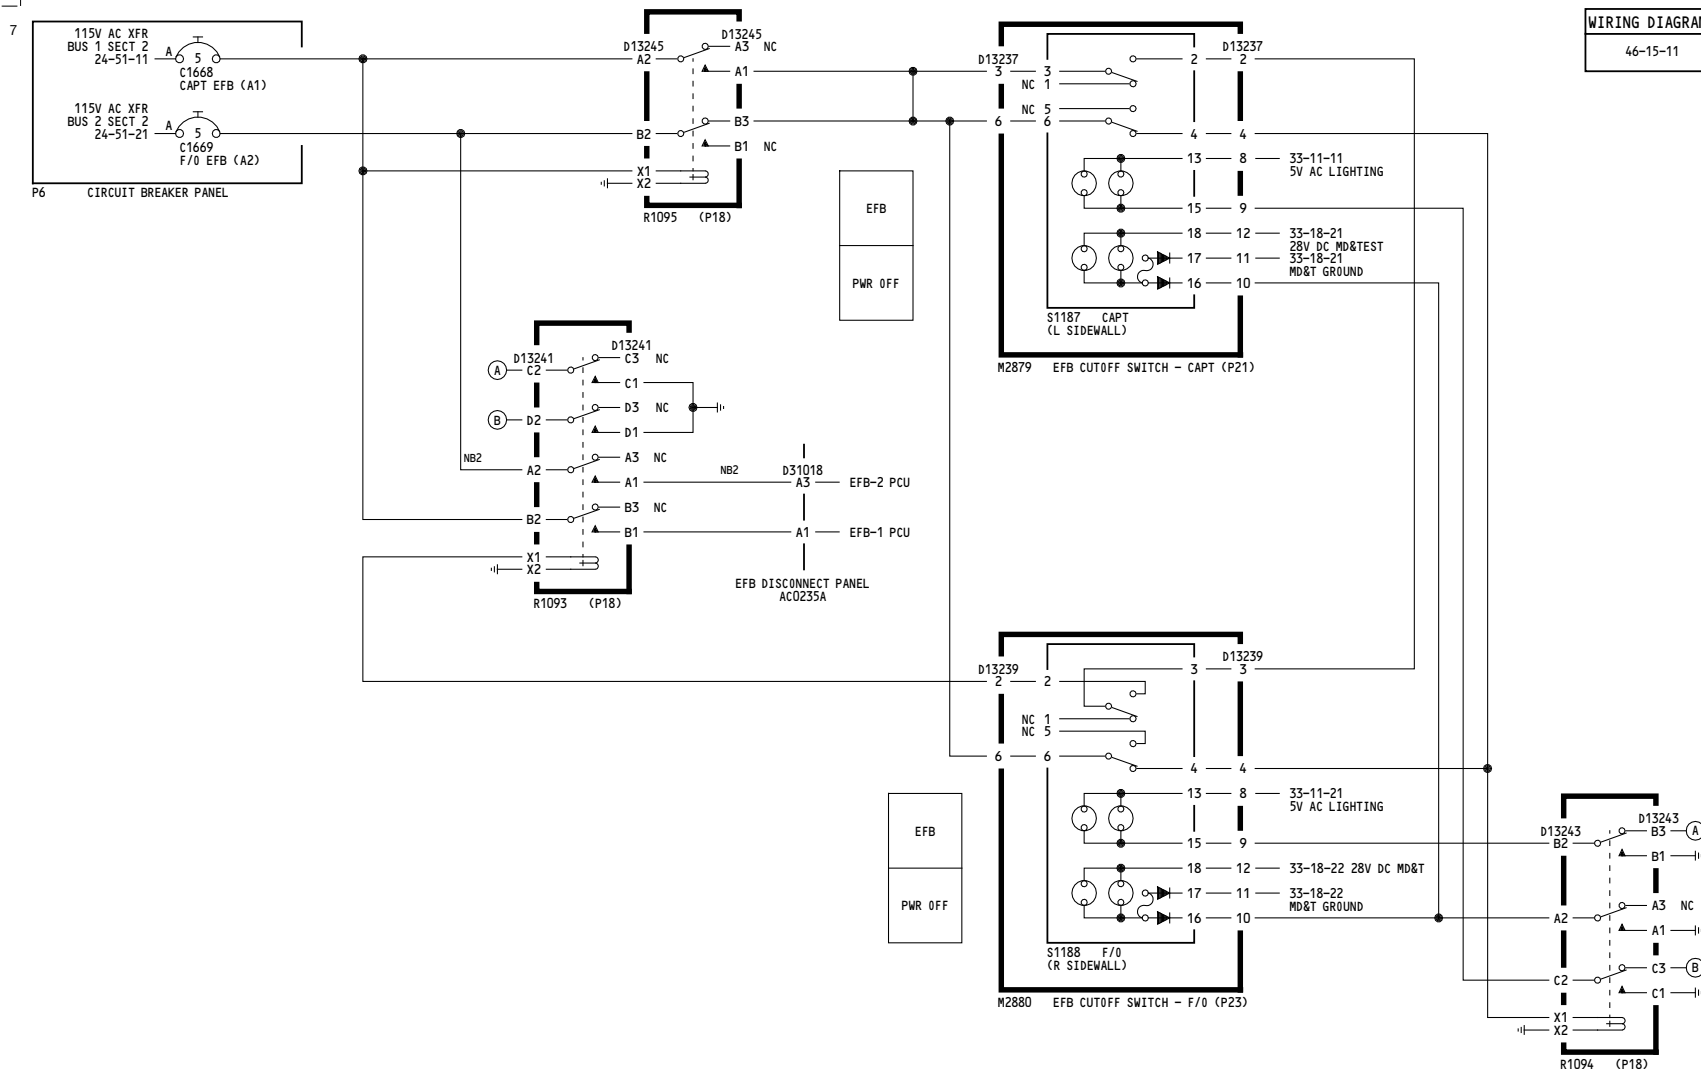 7
115V AC XFR
BUS 1 SECT 2
24-51-11
A
5
C1668
CAPT EFB (A1)
115V AC XFR
BUS 2 SECT 2
24-51-21
A
5
C1669
F/O EFB (A2)
P6 CIRCUIT BREAKER PANEL
D13245
A2
B2
X1
X2
D13245
A3 NC
A1
B3
B1 NC
R1095 (P18)
EFB
PWR OFF
D13237
3
6
3
NC 1
NC 5
6
D13237
2 2
4 4
13 8 33-11-11
5V AC LIGHTING
15 9
18 12 33-18-21
28V DC MD&TEST
17 11 33-18-21
MD&T GROUND
16 10
S1187 CAPT
(L SIDEWALL)
M2879 EFB CUTOFF SWITCH - CAPT (P21)
WIRING DIAGRAM
46-15-11
D13241
A C2
B D2
NB2
A2
B2
X1
X2
D13241
C3 NC
C1
D3 NC
D1
A3 NC
A1
B3 NC
B1
NB2
D31018
A3 EFB-2 PCU
A1 EFB-1 PCU
EFB DISCONNECT PANEL
AC0235A
R1093 (P18)
D13239
2 2
NC 1
NC 5
6 6
D13239
3 3
4 4
13 8 33-11-21
5V AC LIGHTING
15 9
18 12 33-18-22 28V DC MD&T
17 11 33-18-22
MD&T GROUND
16 10
S1188 F/O
(R SIDEWALL)
M2880 EFB CUTOFF SWITCH - F/O (P23)
EFB
PWR OFF
D13243
B2
A2
C2
X1
X2
D13243
B3 A
B1
A3 NC
A1
C3 B
C1
R1094 (P18)